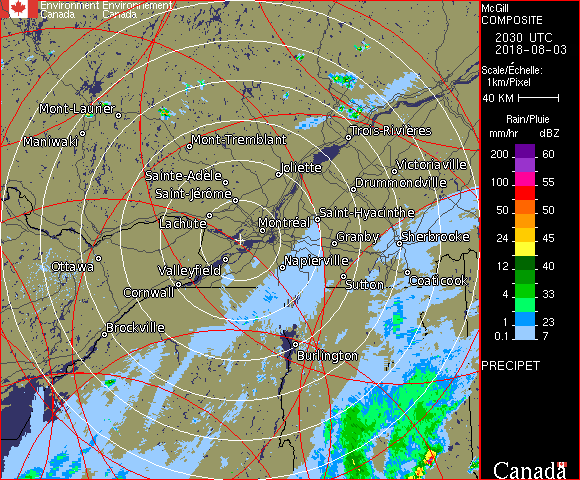 Environment Environnement
Canada Canada
McGill
COMPOSITE
2030 UTC
2018-08-03
Scale/Échelle:
1km/Pixel
40 KM
Rain/Pluie
mm/hr dBZ
200 60
100 55
50 50
24 45
12 40
4 33
1 23
0.1 7
PRECIPET
Canada
Mont-Laurier
Maniwaki
Mont-Tremblant
Trois-Rivières
Sainte-Adèle
Joliette
Victoriaville
Saint-Jérôme
Drummondville
Lachute
Montréal
Saint-Hyacinthe
Granby
Sherbrooke
Ottawa
Valleyfield
Napierville
Cornwall
Sutton
Coaticook
Brockville
Burlington